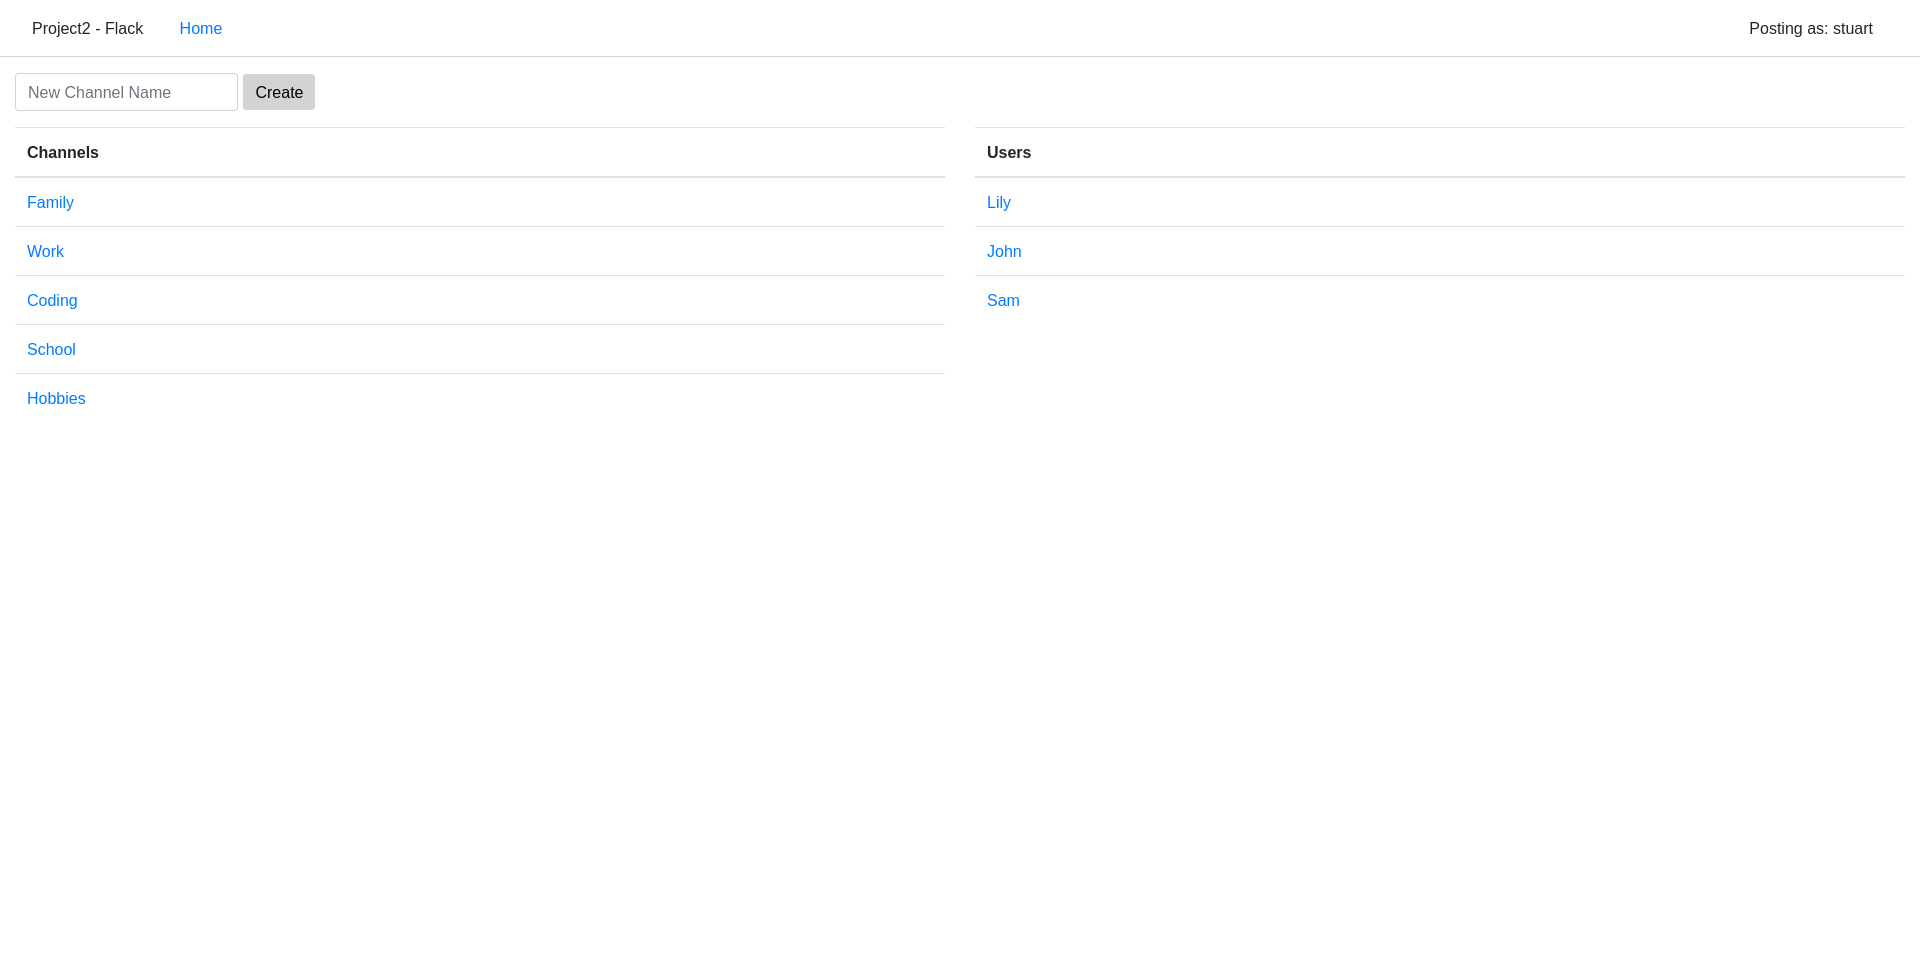 Project2 - Flack Home Posting as: stuart
New Channel Name Create
Channels
Family
Work
Coding
School
Hobbies
Users
Lily
John
Sam